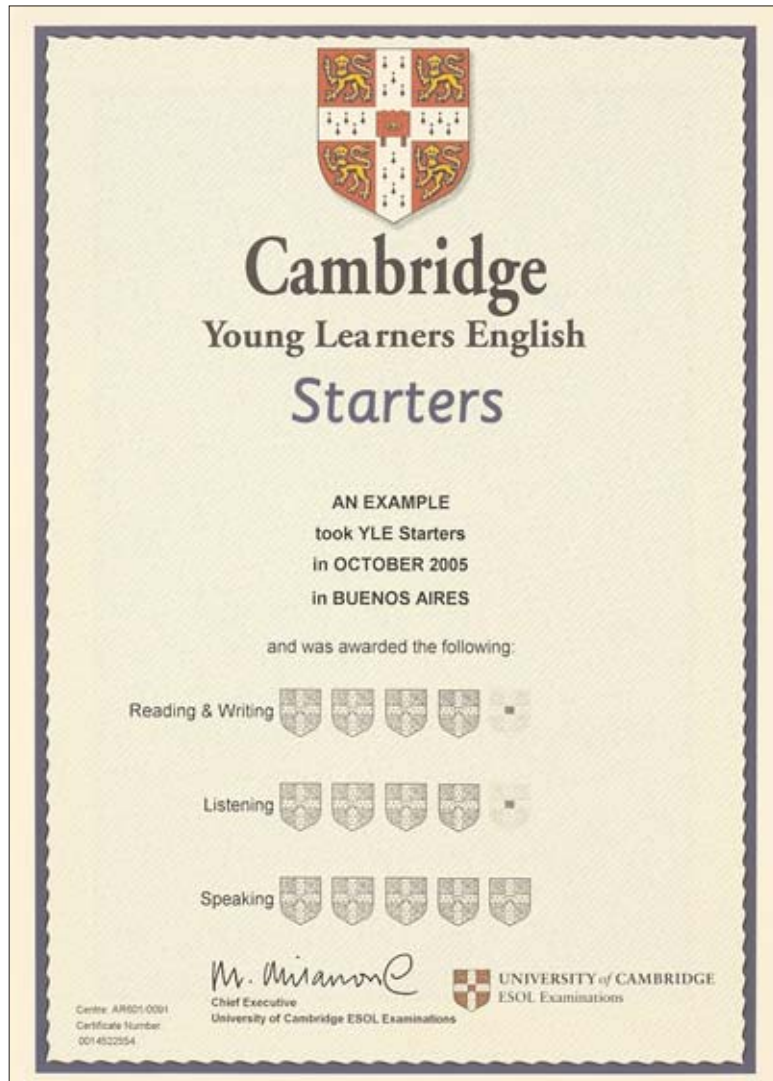 Cambridge
Young Learners English
Starters
AN EXAMPLE
took YLE Starters
in OCTOBER 2005
in BUENOS AIRES
and was awarded the following:
Reading & Writing
Listening
Speaking
Chief Executive
University of Cambridge ESOL Examinations
UNIVERSITY of CAMBRIDGE
ESOL Examinations
Centre: AR601/0091
Certificate Number:
0014522554